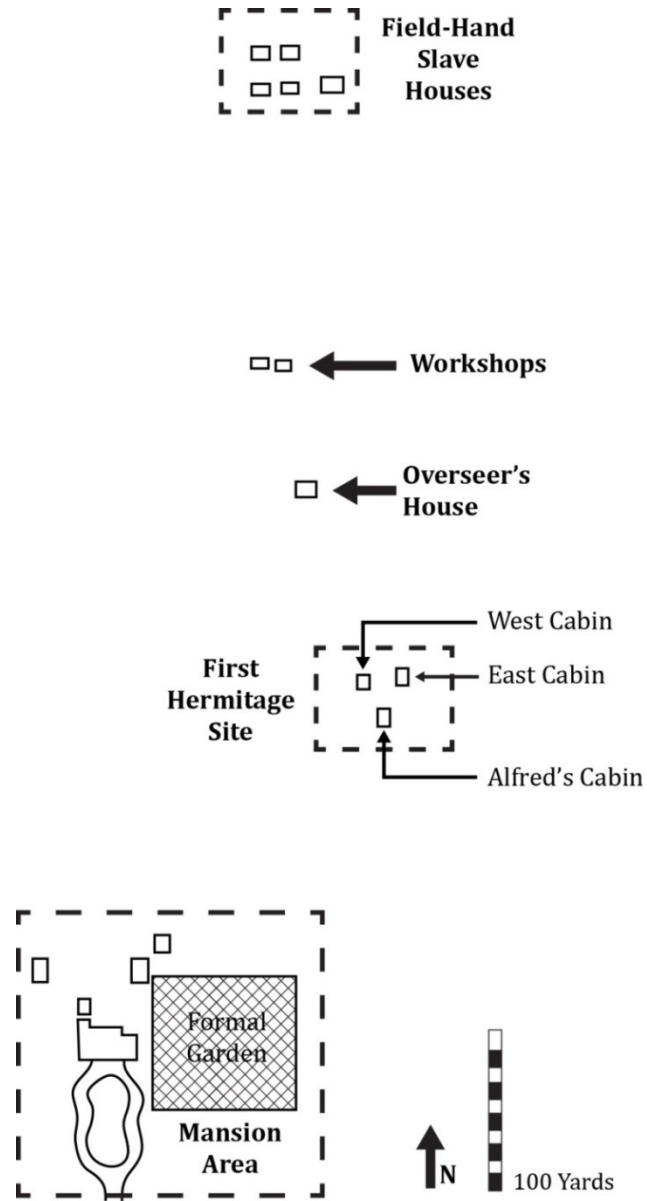 Field-Hand
Slave
Houses
Workshops
Overseer's
House
West Cabin
East Cabin
First
Hermitage
Site
Alfred's Cabin
Formal
Garden
Mansion
Area
N
100 Yards